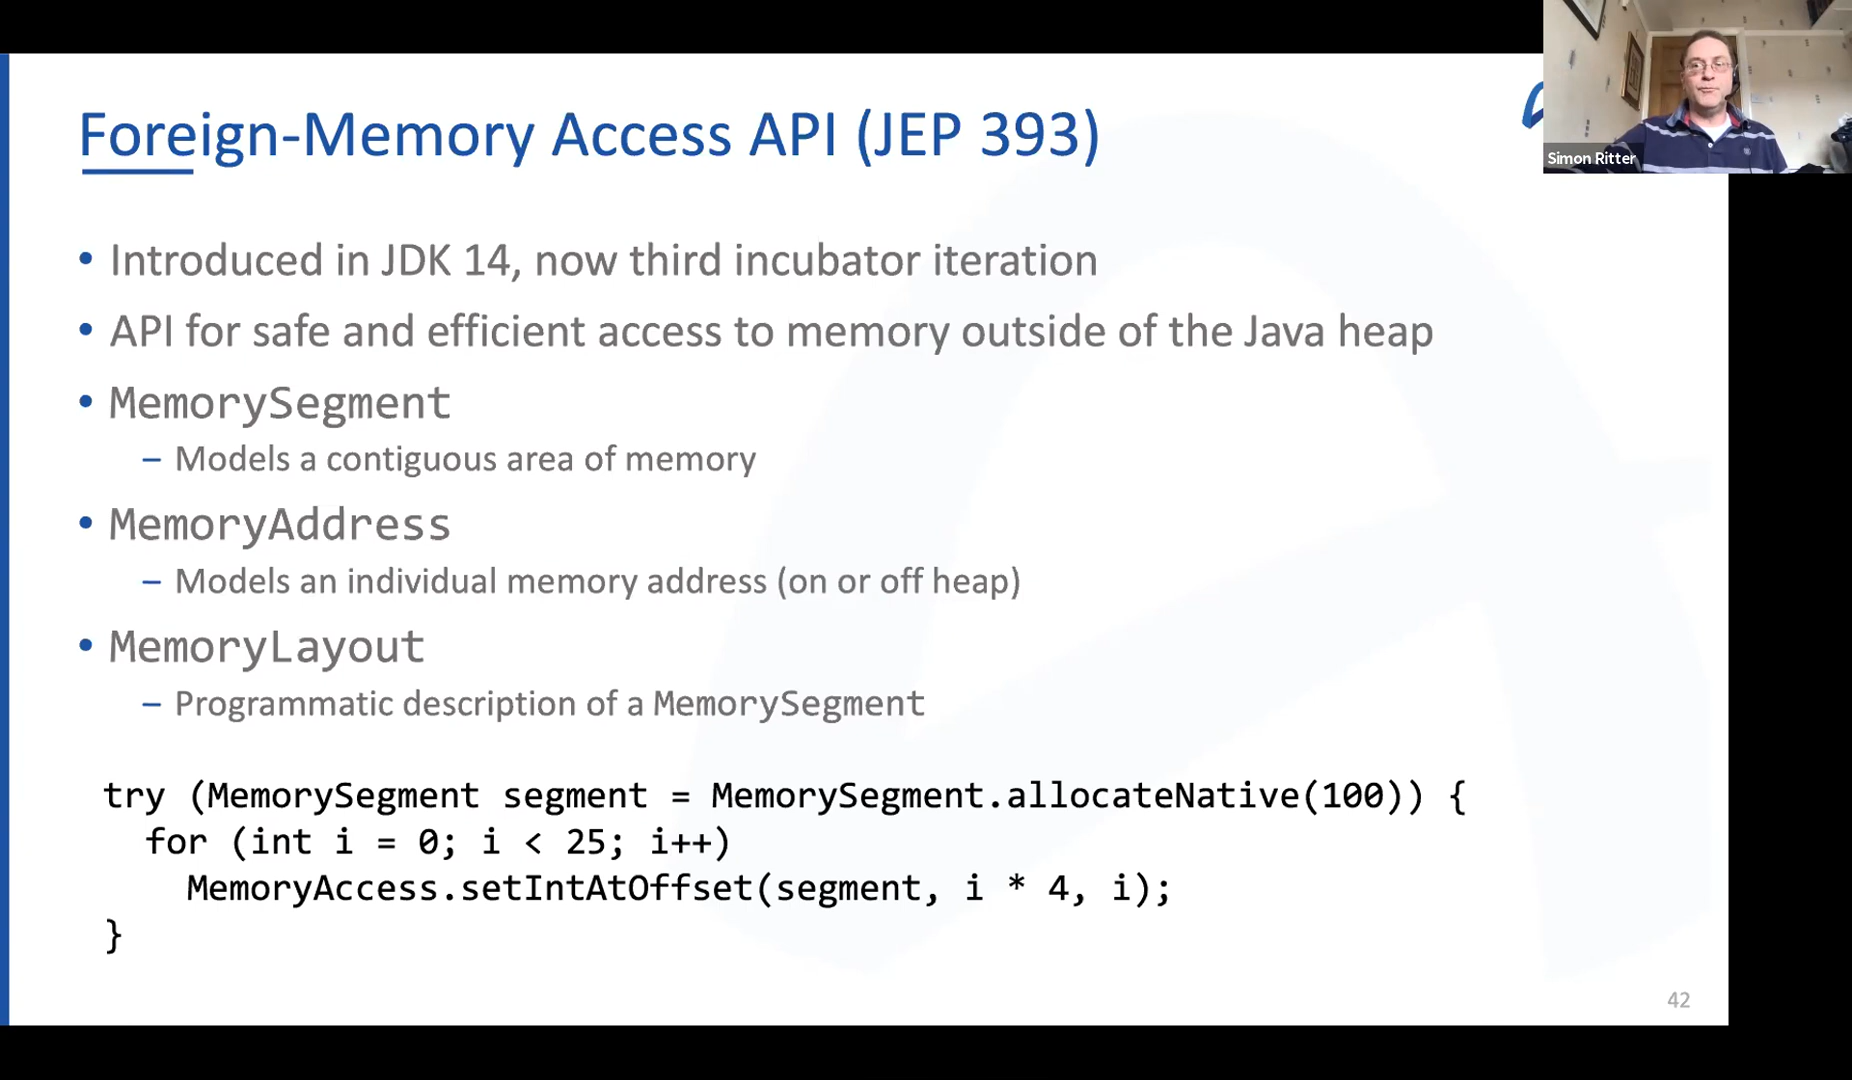 Foreign-Memory Access API (JEP 393)
Simon Ritter
• Introduced in JDK 14, now third incubator iteration
• API for safe and efficient access to memory outside of the Java heap
• MemorySegment
– Models a contiguous area of memory
• MemoryAddress
– Models an individual memory address (on or off heap)
• MemoryLayout
– Programmatic description of a MemorySegment
try (MemorySegment segment = MemorySegment.allocateNative(100)) {
  for (int i = 0; i < 25; i++)
    MemoryAccess.setIntAtOffset(segment, i * 4, i);
}
42